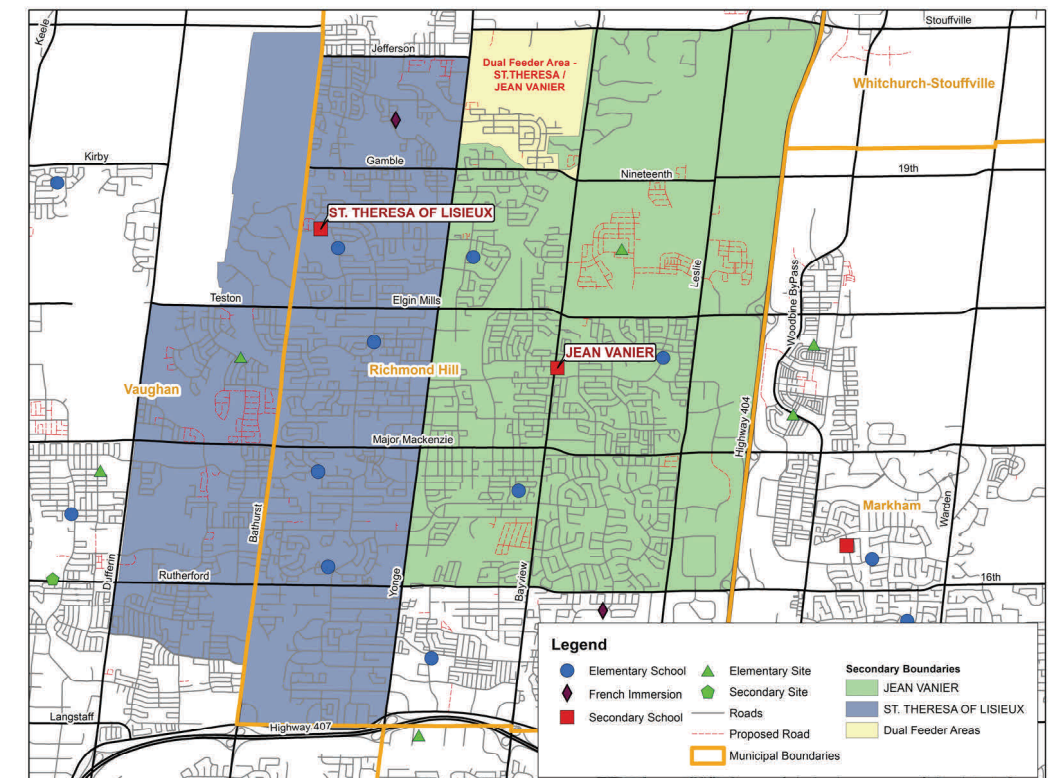 Keele
Stouffville
Jefferson
Dual Feeder Area -
ST.THERESA /
JEAN VANIER
Whitchurch-Stouffville
Kirby
Gamble
Nineteenth
19th
ST. THERESA OF LISIEUX
Leslie
Woodbine ByPass
Teston
Elgin Mills
JEAN VANIER
Richmond Hill
Vaughan
Highway 404
Major Mackenzie
Bathurst
Markham
Warden
Dufferin
Rutherford
Yonge
Bayview
16th
Langstaff
Highway 407
Legend
Elementary School
French Immersion
Secondary School
Elementary Site
Secondary Site
Roads
Proposed Road
Municipal Boundaries
Secondary Boundaries
JEAN VANIER
ST. THERESA OF LISIEUX
Dual Feeder Areas